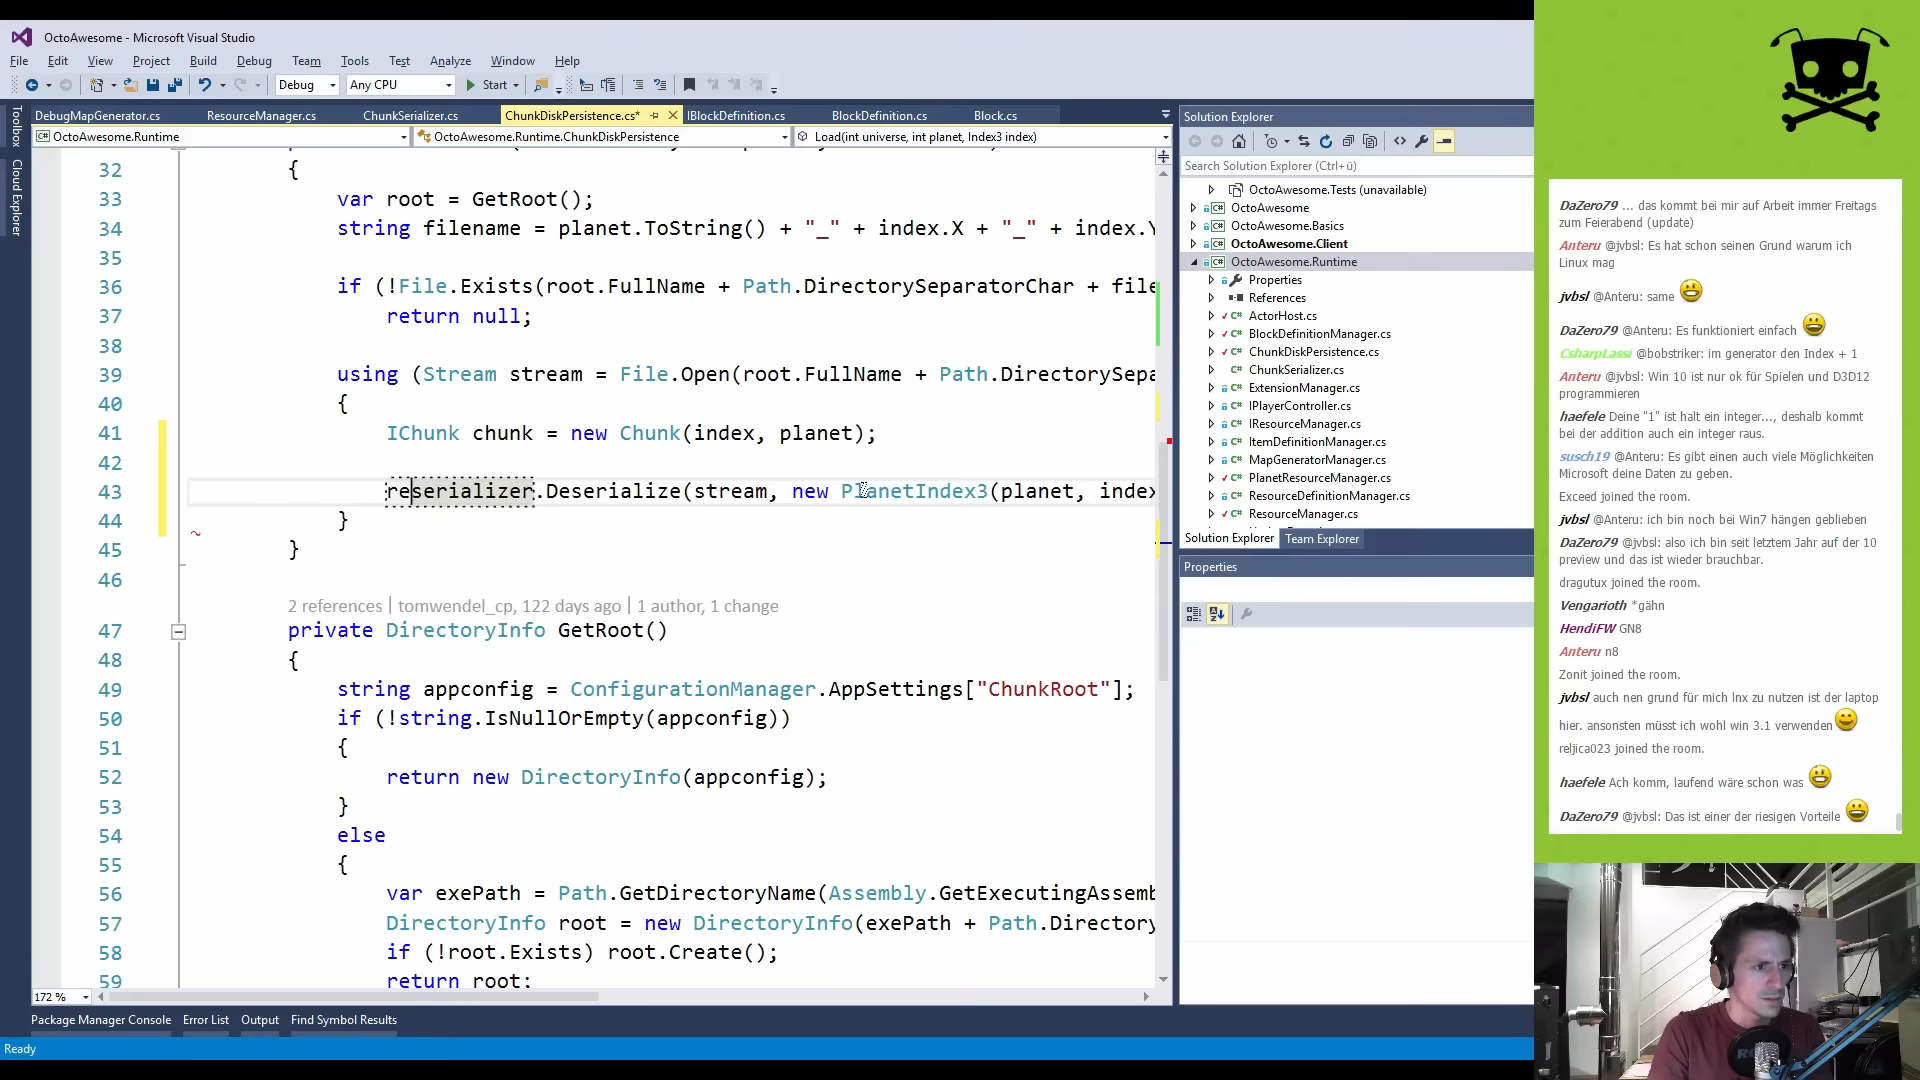 OctoAwesome - Microsoft Visual Studio
File Edit View Project Build Debug Team Tools Test Analyze Window Help
Debug Any CPU Start
Toolbox
Cloud Explorer
DebugMapGenerator.cs ResourceManager.cs ChunkSerializer.cs ChunkDiskPersistence.cs* IBlockDefinition.cs BlockDefinition.cs Block.cs
OctoAwesome.Runtime OctoAwesome.Runtime.ChunkDiskPersistence Load(int universe, int planet, Index3 index)
32 {
33 var root = GetRoot();
34 string filename = planet.ToString() + "_" + index.X + "_" + index.Y
35
36 if (!File.Exists(root.FullName + Path.DirectorySeparatorChar + file
37 return null;
38
39 using (Stream stream = File.Open(root.FullName + Path.DirectorySepa
40 {
41 IChunk chunk = new Chunk(index, planet);
42
43 reserializer.Deserialize(stream, new PlanetIndex3(planet, index
44 }
45 }
46
2 references | tomwendel_cp, 122 days ago | 1 author, 1 change
47 private DirectoryInfo GetRoot()
48 {
49 string appconfig = ConfigurationManager.AppSettings["ChunkRoot"];
50 if (!string.IsNullOrEmpty(appconfig))
51 {
52 return new DirectoryInfo(appconfig);
53 }
54 else
55 {
56 var exePath = Path.GetDirectoryName(Assembly.GetExecutingAssemb
57 DirectoryInfo root = new DirectoryInfo(exePath + Path.Directory
58 if (!root.Exists) root.Create();
59 return root;
172 %
Package Manager Console Error List Output Find Symbol Results
Ready
Solution Explorer
Search Solution Explorer (Ctrl+ü)
OctoAwesome.Tests (unavailable)
OctoAwesome
OctoAwesome.Basics
OctoAwesome.Client
OctoAwesome.Runtime
Properties
References
ActorHost.cs
BlockDefinitionManager.cs
ChunkDiskPersistence.cs
ChunkSerializer.cs
ExtensionManager.cs
IPlayerController.cs
IResourceManager.cs
ItemDefinitionManager.cs
MapGeneratorManager.cs
PlanetResourceManager.cs
ResourceDefinitionManager.cs
ResourceManager.cs
Solution Explorer Team Explorer
Properties
DaZero79 ... das kommt bei mir auf Arbeit immer Freitags
zum Feierabend (update)
Anteru @jvbsl: Es hat schon seinen Grund warum ich
Linux mag
jvbsl @Anteru: same
DaZero79 @Anteru: Es funktioniert einfach
CsharpLassi @bobstriker: im generator den Index + 1
Anteru @jvbsl: Win 10 ist nur ok für Spielen und D3D12
programmieren
haefele Deine "1" ist halt ein integer..., deshalb kommt
bei der addition auch ein integer raus.
susch19 @Anteru: Es gibt einen auch viele Möglichkeiten
Microsoft deine Daten zu geben.
Exceed joined the room.
jvbsl @Anteru: ich bin noch bei Win7 hängen geblieben
DaZero79 @jvbsl: also ich bin seit letztem Jahr auf der 10
preview und das ist wieder brauchbar.
dragutux joined the room.
Vengarioth *gähn
HendiFW GN8
Anteru n8
Zonit joined the room.
jvbsl auch nen grund für mich lnx zu nutzen ist der laptop
hier. ansonsten müsst ich wohl win 3.1 verwenden
reljica023 joined the room.
haefele Ach komm, laufend wäre schon was
DaZero79 @jvbsl: Das ist einer der riesigen Vorteile